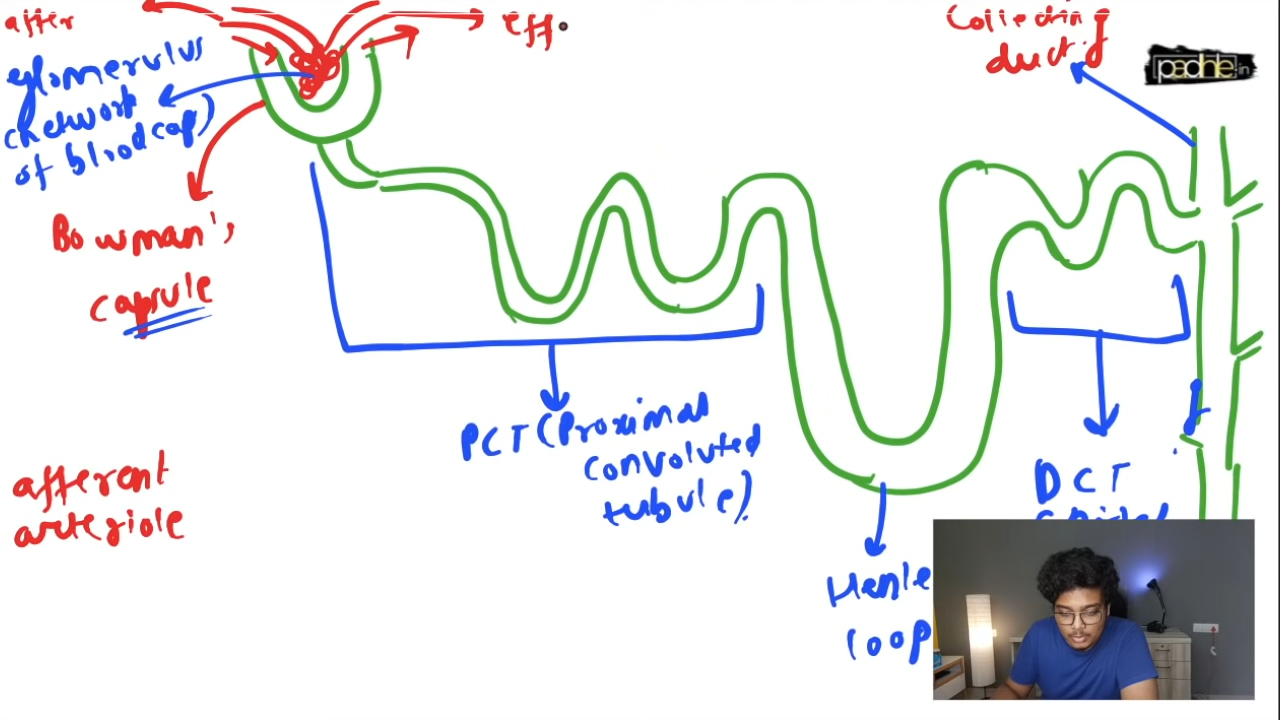 affer
eff
Collecting
duct
padhle.in
glomerulus
(network
of blood cap)
Bowman's
capsule
PCT (Proximal
convoluted
tubule)
afferent
arteriole
DCT
Henle
loop